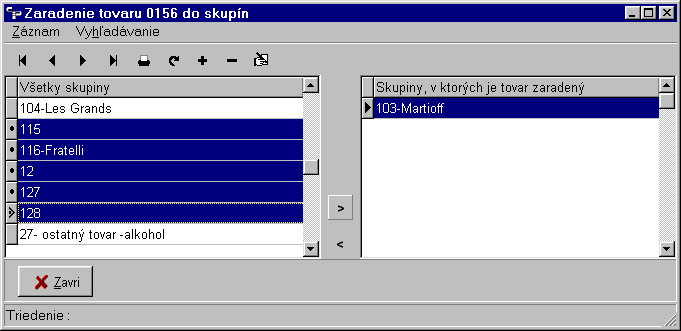 Zaradenie tovaru 0156 do skupín
Záznam Vyhľadávanie
Všetky skupiny
104-Les Grands
115
116-Fratelli
12
127
128
27- ostatný tovar -alkohol
>
<
Skupiny, v ktorých je tovar zaradený
103-Martioff
Zavri
Triedenie :